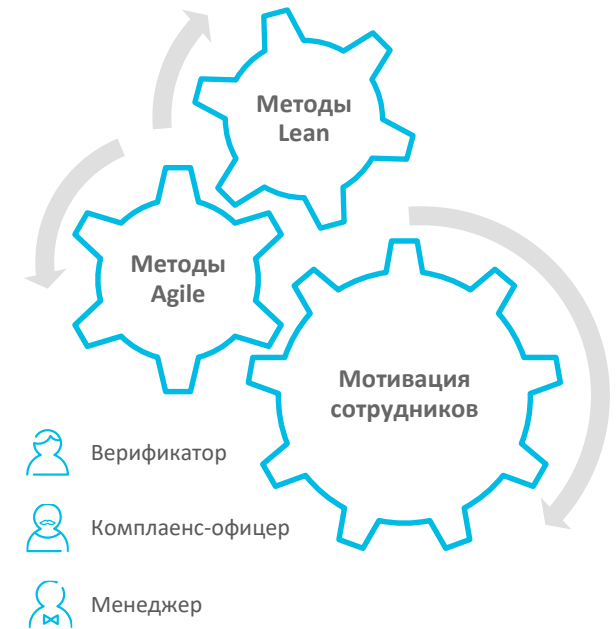 Методы
Lean
Методы
Agile
Мотивация
сотрудников
Верификатор
Комплаенс-офицер
Менеджер